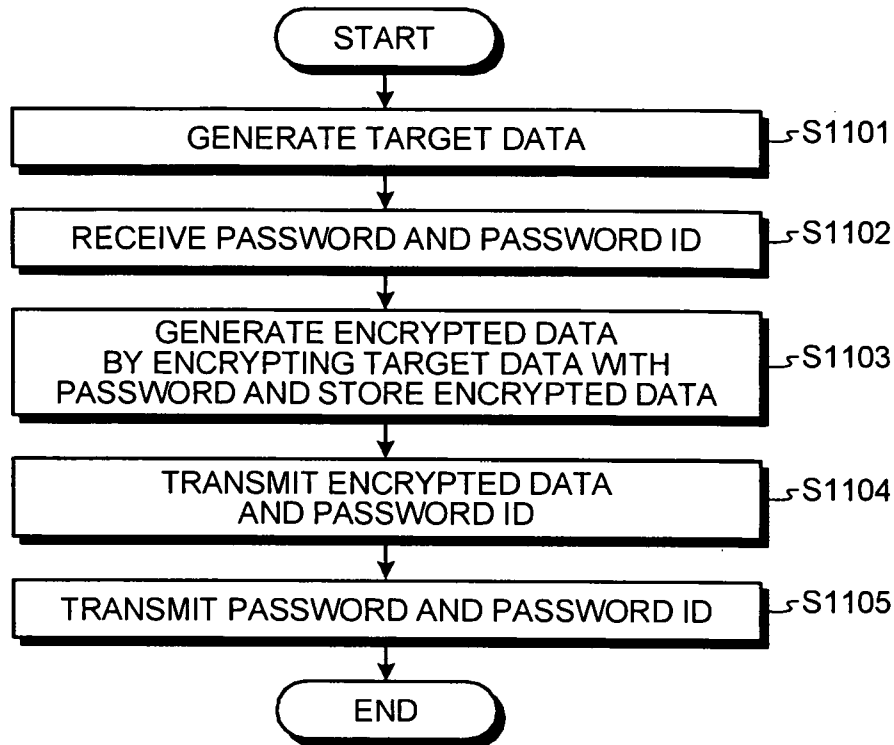 START
GENERATE TARGET DATA
S1101
RECEIVE PASSWORD AND PASSWORD ID
S1102
GENERATE ENCRYPTED DATA
BY ENCRYPTING TARGET DATA WITH
PASSWORD AND STORE ENCRYPTED DATA
S1103
TRANSMIT ENCRYPTED DATA
AND PASSWORD ID
S1104
TRANSMIT PASSWORD AND PASSWORD ID
S1105
END